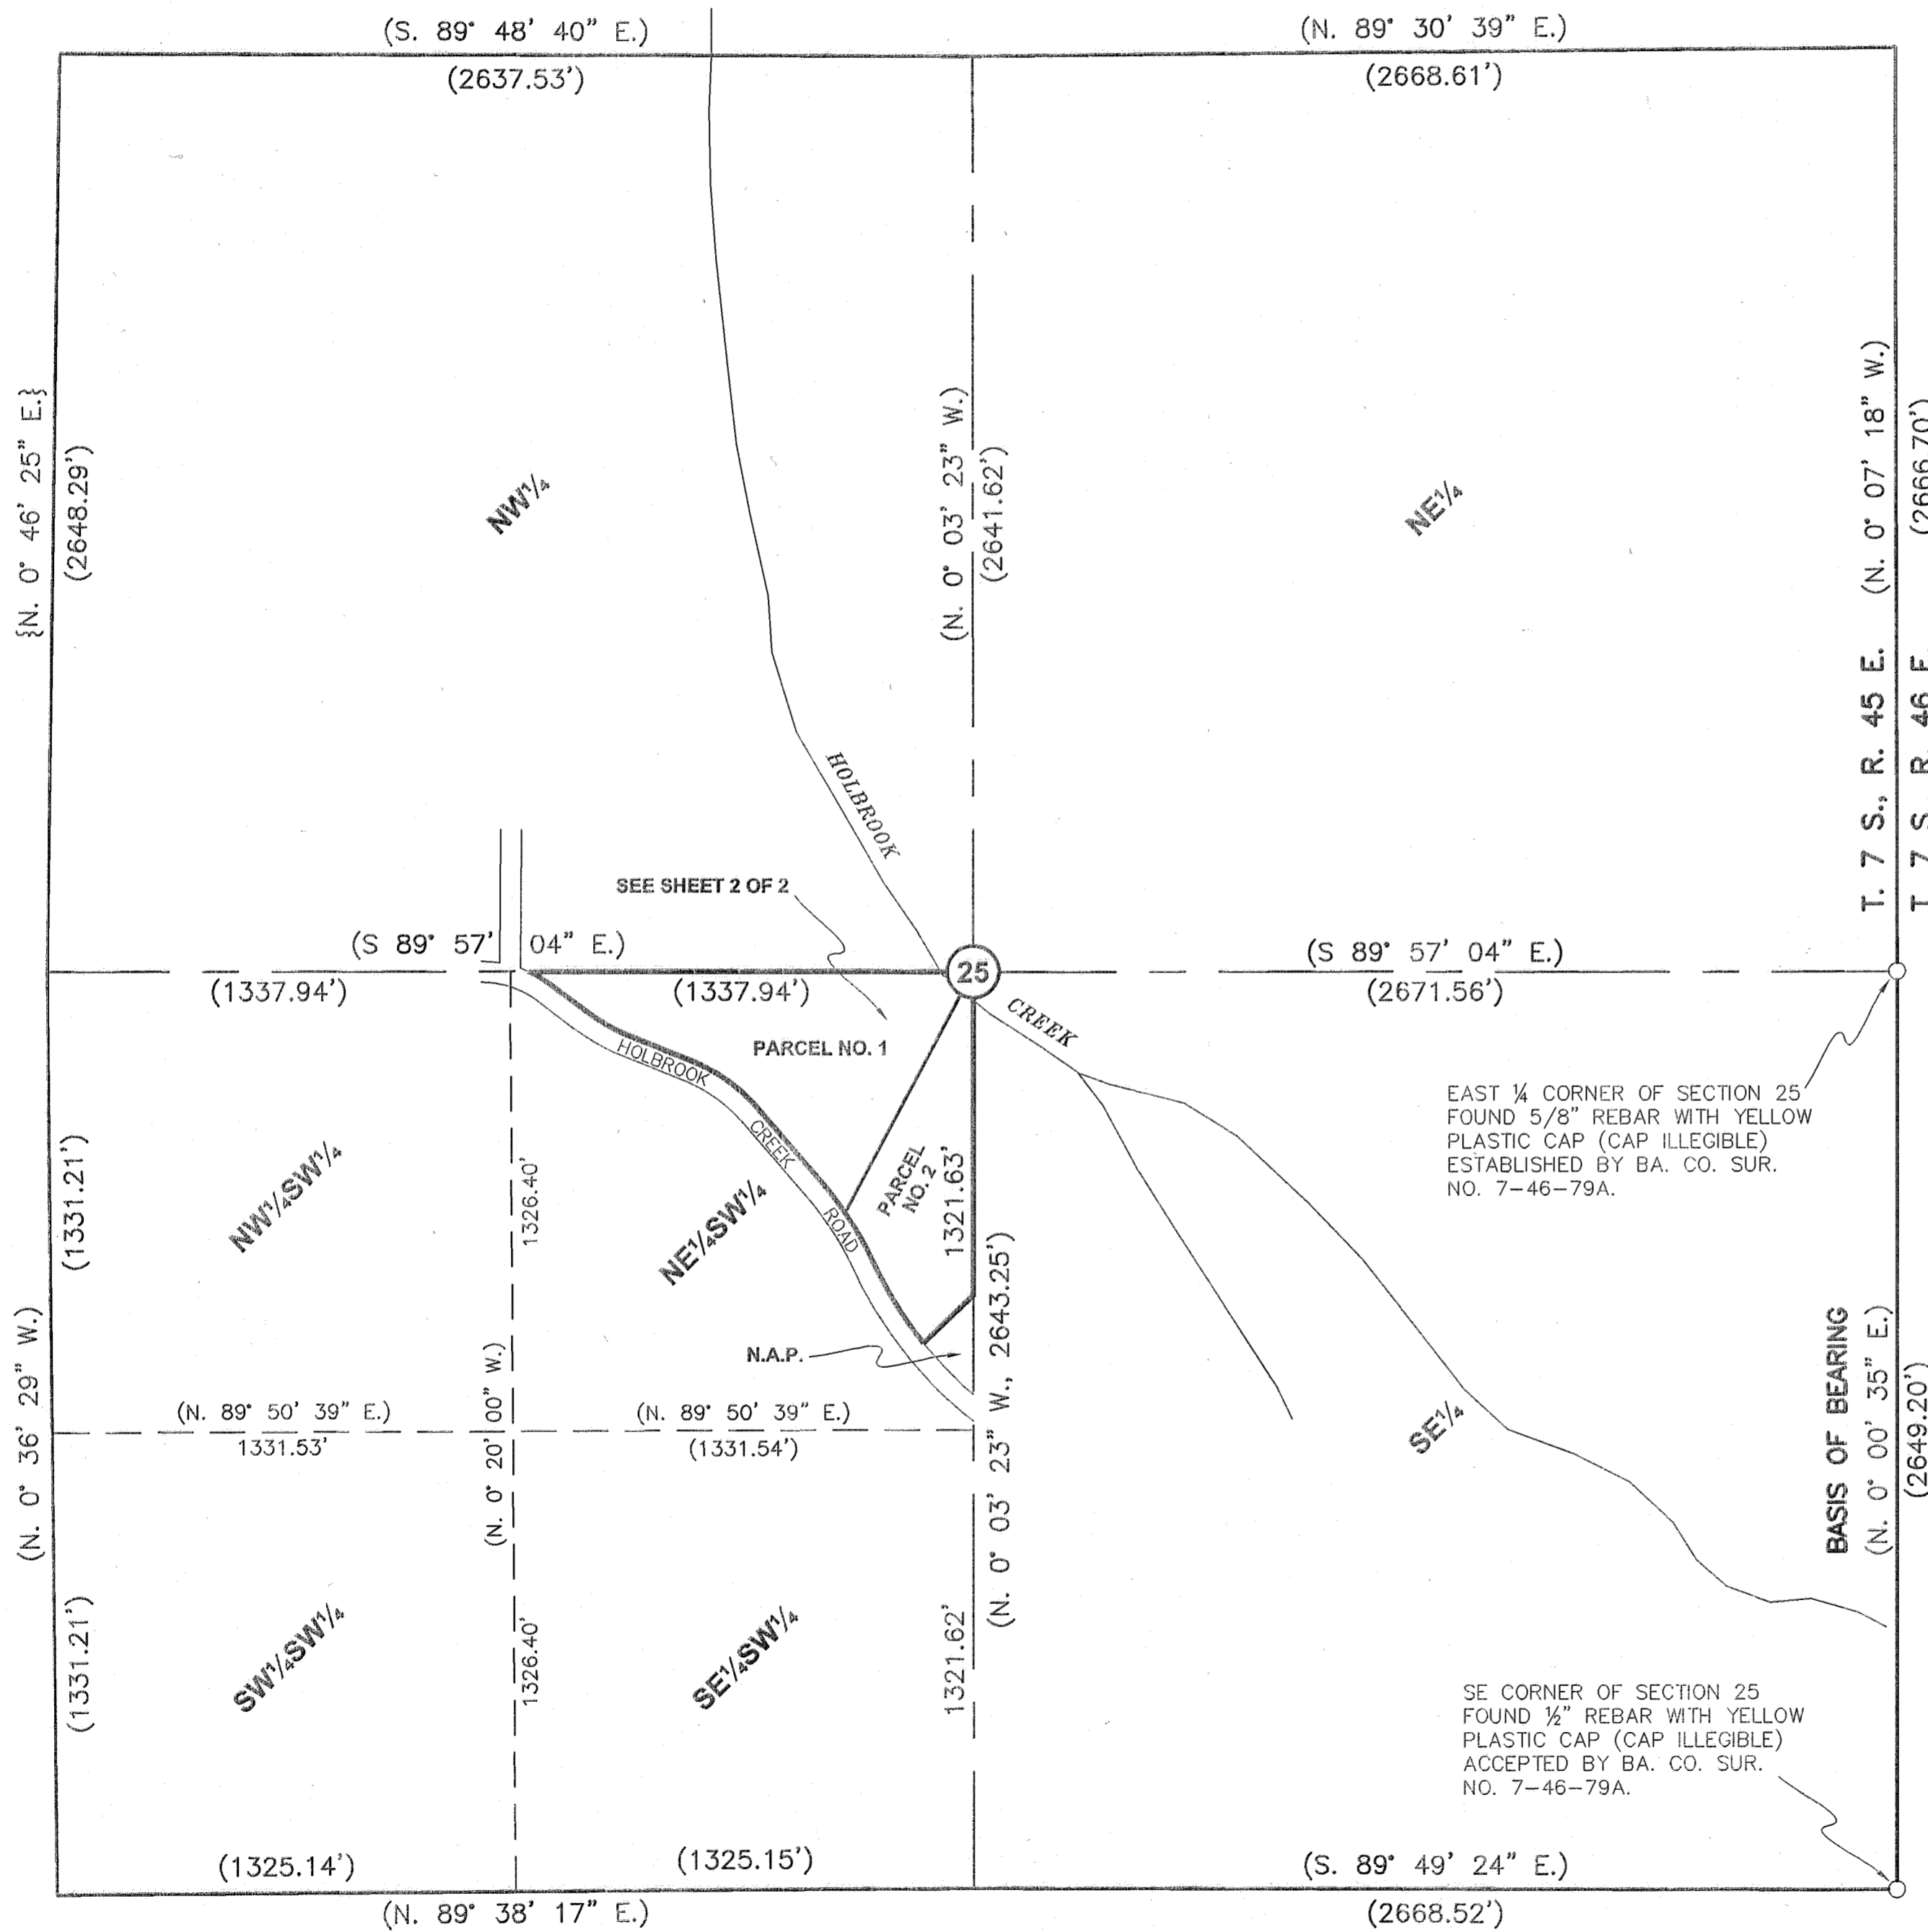 (S. 89° 48' 40" E.)
(N. 89° 30' 39" E.)
(2637.53')
(2668.61')
{N. 0° 46' 25" E.}
(2648.29')
NW¼
(N. 0° 03' 23" W.)
(2641.62')
NE¼
T. 7 S., R. 45 E. (N. 0° 07' 18" W.)
T. 7 S., R. 46 E. (2666.70')
HOLBROOK
SEE SHEET 2 OF 2
(S 89° 57' 04" E.)
25
(S 89° 57' 04" E.)
(1337.94')
(1337.94')
(2671.56')
CREEK
PARCEL NO. 1
HOLBROOK
CREEK
ROAD
PARCEL
NO. 2
1321.63'
EAST ¼ CORNER OF SECTION 25
FOUND 5/8" REBAR WITH YELLOW
PLASTIC CAP (CAP ILLEGIBLE)
ESTABLISHED BY BA. CO. SUR.
NO. 7-46-79A.
(1331.21')
NW¼SW¼
1326.40'
NE¼SW¼
N.A.P.
(N. 0° 36' 29" W.)
(N. 0° 20' 00" W.)
(N. 0° 03' 23" W., 2643.25')
(N. 89° 50' 39" E.)
1331.53'
(N. 89° 50' 39" E.)
(1331.54')
SE¼
BASIS OF BEARING
(N. 0° 00' 35" E.)
(2649.20')
(1331.21')
SW¼SW¼
1326.40'
SE¼SW¼
1321.62'
SE CORNER OF SECTION 25
FOUND ½" REBAR WITH YELLOW
PLASTIC CAP (CAP ILLEGIBLE)
ACCEPTED BY BA. CO. SUR.
NO. 7-46-79A.
(1325.14')
(1325.15')
(S. 89° 49' 24" E.)
(N. 89° 38' 17" E.)
(2668.52')